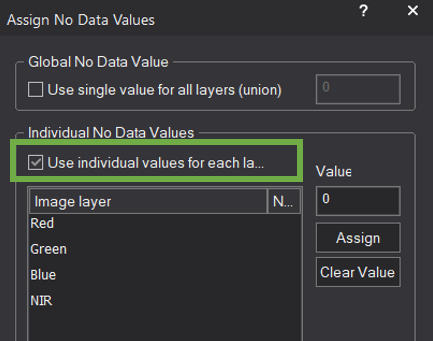 Assign No Data Values
?
Global No Data Value
Use single value for all layers (union)
0
Individual No Data Values
Use individual values for each la...
Value
Image layer N...
0
Red
Green
Assign
Blue
Clear Value
NIR